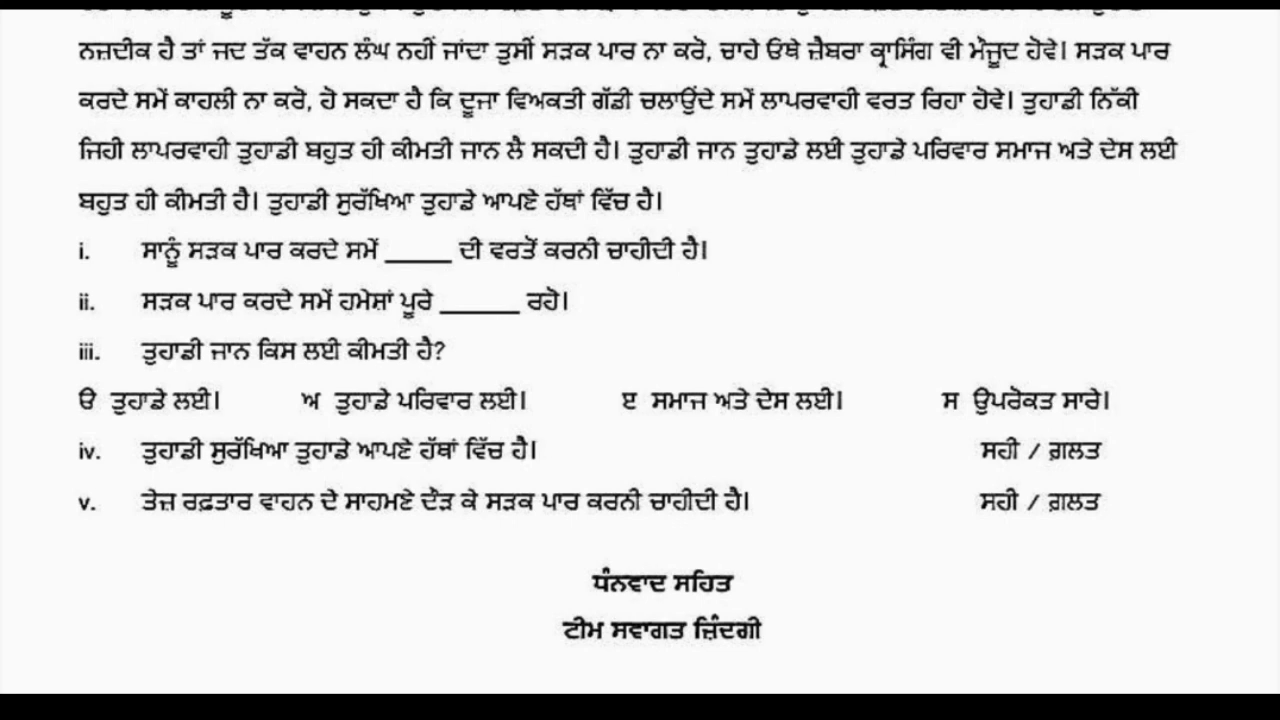 ਨਜ਼ਦੀਕ ਹੈ ਤਾਂ ਜਦ ਤੱਕ ਵਾਹਨ ਲੰਘ ਨਹੀਂ ਜਾਂਦਾ ਤੁਸੀਂ ਸੜਕ ਪਾਰ ਨਾ ਕਰੋ, ਚਾਹੇ ਓਥੇ ਜ਼ੈਬਰਾ ਕ੍ਰਾਸਿੰਗ ਵੀ ਮੌਜੂਦ ਹੋਵੇ। ਸੜਕ ਪਾਰ
ਕਰਦੇ ਸਮੇਂ ਕਾਹਲੀ ਨਾ ਕਰੋ, ਹੋ ਸਕਦਾ ਹੈ ਕਿ ਦੂਜਾ ਵਿਅਕਤੀ ਗੱਡੀ ਚਲਾਉਂਦੇ ਸਮੇਂ ਲਾਪਰਵਾਹੀ ਵਰਤ ਰਿਹਾ ਹੋਵੇ। ਤੁਹਾਡੀ ਨਿੱਕੀ
ਜਿਹੀ ਲਾਪਰਵਾਹੀ ਤੁਹਾਡੀ ਬਹੁਤ ਹੀ ਕੀਮਤੀ ਜਾਨ ਲੈ ਸਕਦੀ ਹੈ। ਤੁਹਾਡੀ ਜਾਨ ਤੁਹਾਡੇ ਲਈ ਤੁਹਾਡੇ ਪਰਿਵਾਰ ਸਮਾਜ ਅਤੇ ਦੇਸ ਲਈ
ਬਹੁਤ ਹੀ ਕੀਮਤੀ ਹੈ। ਤੁਹਾਡੀ ਸੁਰੱਖਿਆ ਤੁਹਾਡੇ ਆਪਣੇ ਹੱਥਾਂ ਵਿੱਚ ਹੈ।
i. ਸਾਨੂੰ ਸੜਕ ਪਾਰ ਕਰਦੇ ਸਮੇਂ _____ ਦੀ ਵਰਤੋਂ ਕਰਨੀ ਚਾਹੀਦੀ ਹੈ।
ii. ਸੜਕ ਪਾਰ ਕਰਦੇ ਸਮੇਂ ਹਮੇਸ਼ਾਂ ਪੂਰੇ ______ ਰਹੋ।
iii. ਤੁਹਾਡੀ ਜਾਨ ਕਿਸ ਲਈ ਕੀਮਤੀ ਹੈ?
ੳ ਤੁਹਾਡੇ ਲਈ। ਅ ਤੁਹਾਡੇ ਪਰਿਵਾਰ ਲਈ। ੲ ਸਮਾਜ ਅਤੇ ਦੇਸ ਲਈ। ਸ ਉਪਰੋਕਤ ਸਾਰੇ।
iv. ਤੁਹਾਡੀ ਸੁਰੱਖਿਆ ਤੁਹਾਡੇ ਆਪਣੇ ਹੱਥਾਂ ਵਿੱਚ ਹੈ। ਸਹੀ / ਗ਼ਲਤ
v. ਤੇਜ਼ ਰਫ਼ਤਾਰ ਵਾਹਨ ਦੇ ਸਾਹਮਣੇ ਦੌੜ ਕੇ ਸੜਕ ਪਾਰ ਕਰਨੀ ਚਾਹੀਦੀ ਹੈ। ਸਹੀ / ਗ਼ਲਤ
ਧੰਨਵਾਦ ਸਹਿਤ
ਟੀਮ ਸਵਾਗਤ ਜ਼ਿੰਦਗੀ